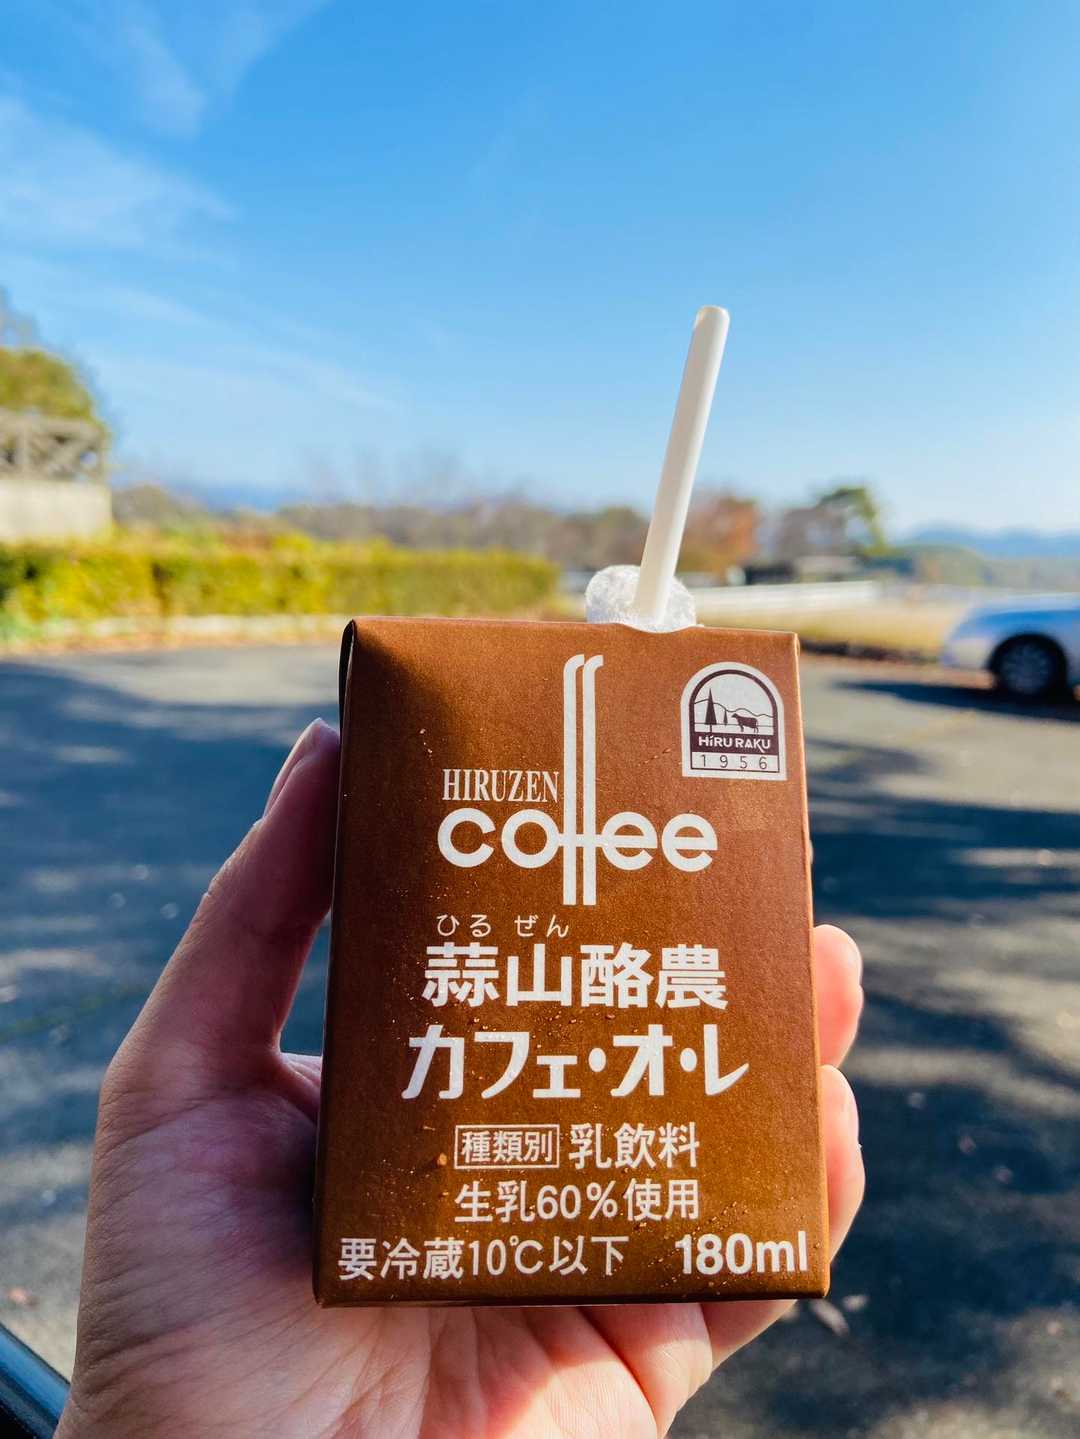 HiRU RAKU
1956
HIRUZEN
coffee
ひるぜん
蒜山酪農
カフェ・オ・レ
種類別 乳飲料
生乳60%使用
要冷蔵10℃以下 180ml